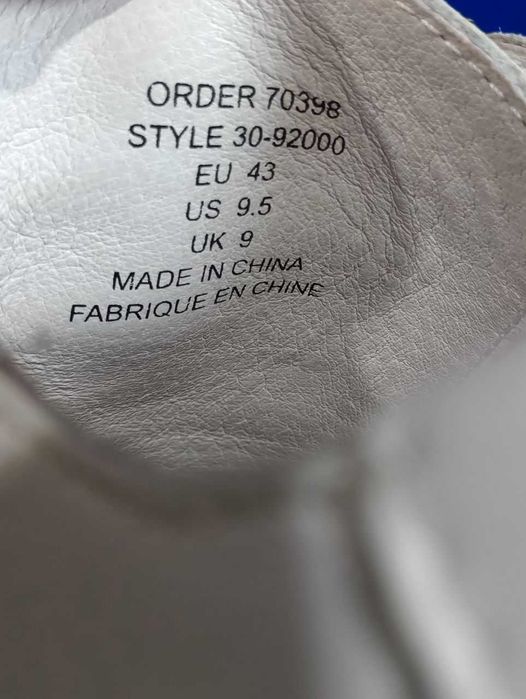 ORDER 70398
STYLE 30-92000
EU 43
US 9.5
UK 9
MADE IN CHINA
FABRIQUE EN CHINE